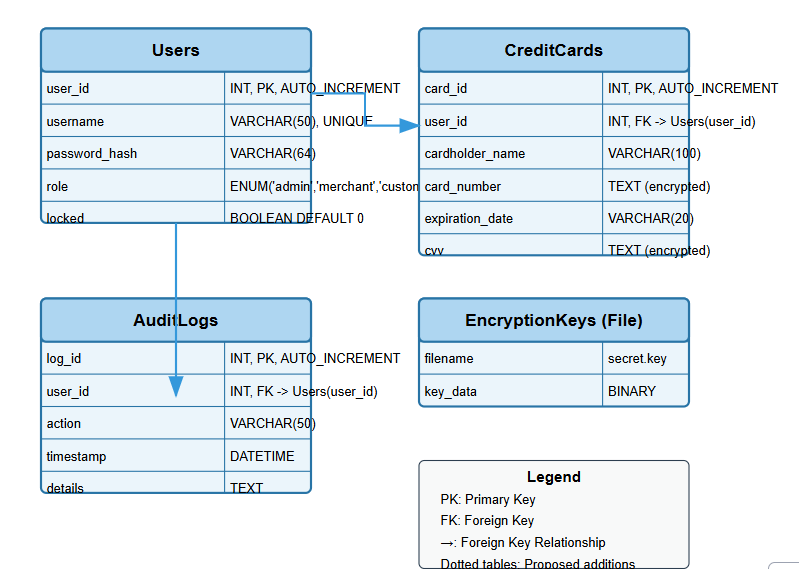 Users
user_id INT, PK, AUTO_INCREMENT
username VARCHAR(50), UNIQUE
password_hash VARCHAR(64)
role ENUM('admin','merchant','custom
locked BOOLEAN DEFAULT 0
CreditCards
card_id INT, PK, AUTO_INCREMENT
user_id INT, FK -> Users(user_id)
cardholder_name VARCHAR(100)
card_number TEXT (encrypted)
expiration_date VARCHAR(20)
cvv TEXT (encrypted)
AuditLogs
log_id INT, PK, AUTO_INCREMENT
user_id INT, FK -> Users(user_id)
action VARCHAR(50)
timestamp DATETIME
details TEXT
EncryptionKeys (File)
filename secret.key
key_data BINARY
Legend
PK: Primary Key
FK: Foreign Key
→: Foreign Key Relationship
Dotted tables: Proposed additions